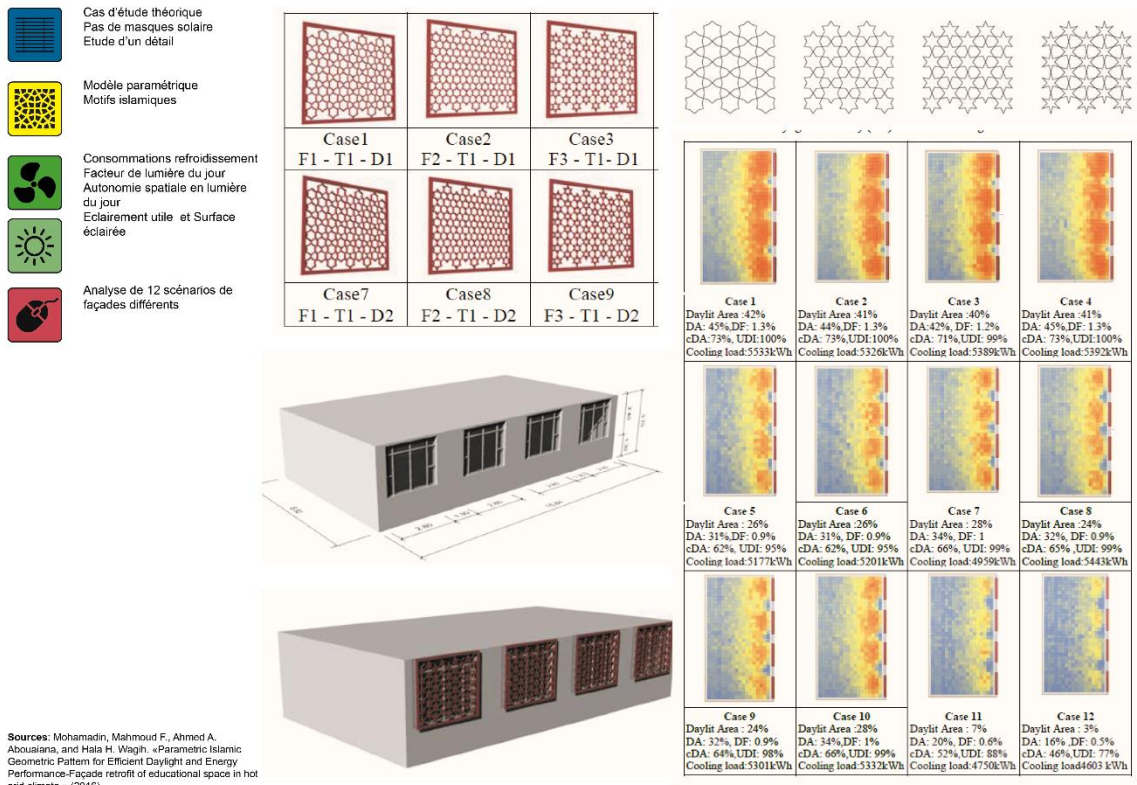 Cas d'étude théorique
Pas de masques solaire
Etude d'un détail
Modèle paramétrique
Motifs islamiques
Consommations refroidissement
Facteur de lumière du jour
Autonomie spatiale en lumière
du jour
Eclairement utile et Surface
éclairée
Analyse de 12 scénarios de
façades différents
Case1
F1 - T1 - D1
Case2
F2 - T1 - D1
Case3
F3 - T1- D1
Case7
F1 - T1 - D2
Case8
F2 - T1 - D2
Case9
F3 - T1 - D2
Case 1
Daylit Area :42%
DA: 45%,DF: 1.3%
cDA:73%, UDI:100%
Cooling load:5533kWh
Case 2
Daylit Area : 41%
DA: 44%,DF: 1.3%
cDA: 73%,UDI:100%
Cooling load:5326kWh
Case 3
Daylit Area : 40%
DA:42%, DF: 1.2%
cDA: 71%,UDI: 99%
Cooling load:5389kWh
Case 4
Daylit Area : 41%
DA: 45%,DF: 1.3%
cDA: 73%,UDI:100%
Cooling load:5392kWh
Case 5
Daylit Area : 26%
DA: 31%,DF: 0.9%
cDA: 62%, UDI: 95%
Cooling load:5177kWh
Case 6
Daylit Area :26%
DA: 31%, DF: 0.9%
cDA: 62%, UDI: 95%
Cooling load:5201kWh
Case 7
Daylit Area : 28%
DA: 34%, DF: 1
cDA: 66%, UDI: 99%
Cooling load:4959kWh
Case 8
Daylit Area :24%
DA: 32%, DF: 0.9%
cDA: 65% ,UDI: 99%
Cooling load:5443kWh
Case 9
Daylit Area : 24%
DA: 32%, DF: 0.9%
cDA: 64%,UDI: 98%
Cooling load:5301kWh
Case 10
Daylit Area :28%
DA: 34%,DF: 1%
cDA: 66%,UDI: 99%
Cooling load:5332kWh
Case 11
Daylit Area : 7%
DA: 20%, DF: 0.6%
cDA: 52%,UDI: 88%
Cooling load:4750kWh
Case 12
Daylit Area : 3%
DA: 16% ,DF: 0.5%
cDA: 46%,UDI: 77%
Cooling load4603 kWh
Sources: Mohamadin, Mahmoud F., Ahmed A.
Abouaiana, and Hala H. Wagih. «Parametric Islamic
Geometric Pattern for Efficient Daylight and Energy
Performance-Façade retrofit of educational space in hot